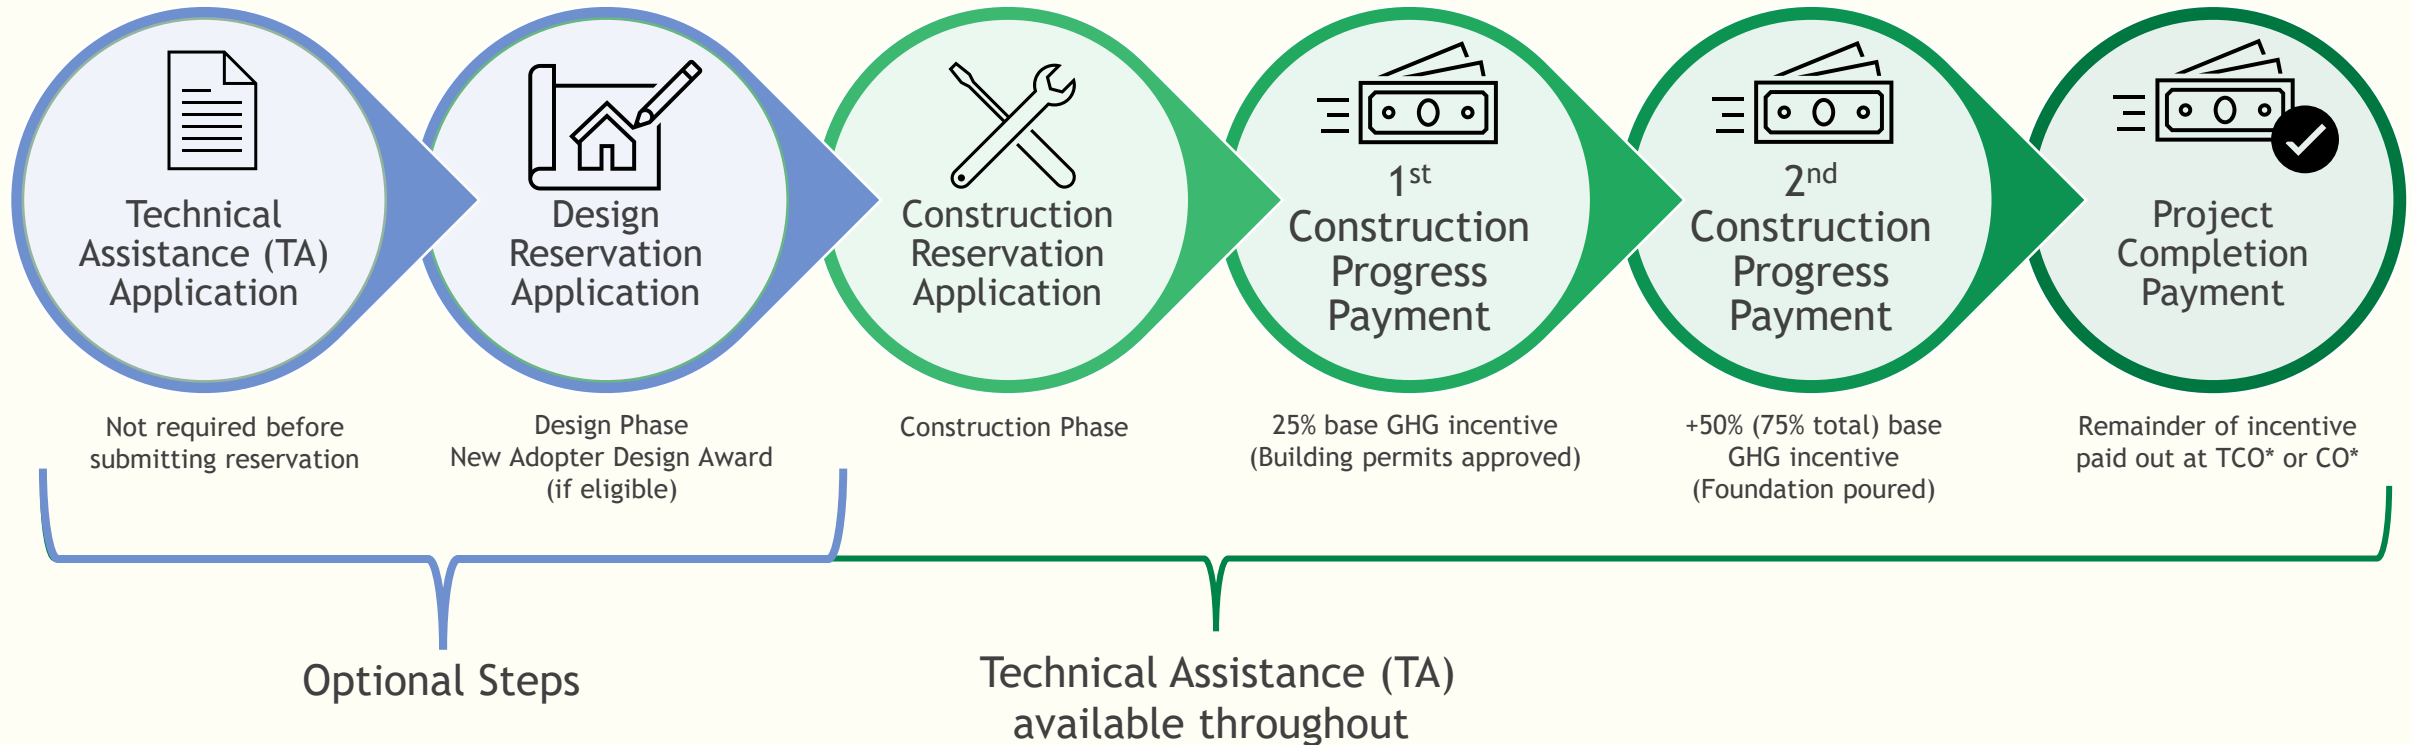 Technical
Assistance (TA)
Application
Not required before
submitting reservation
Design
Reservation
Application
Design Phase
New Adopter Design Award
(if eligible)
Construction
Reservation
Application
Construction Phase
1st
Construction
Progress
Payment
25% base GHG incentive
(Building permits approved)
2nd
Construction
Progress
Payment
+50% (75% total) base
GHG incentive
(Foundation poured)
Project
Completion
Payment
Remainder of incentive
paid out at TCO* or CO*
Optional Steps
Technical Assistance (TA)
available throughout